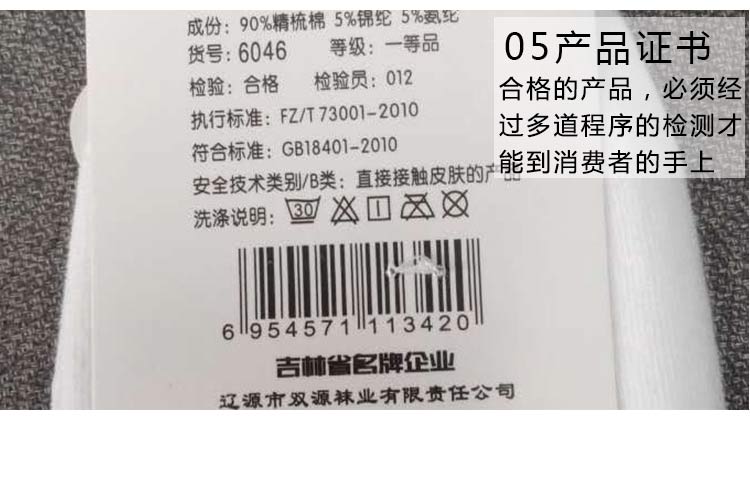 成份：90%精梳棉 5%锦纶 5%氨纶
货号：6046 等级：一等品
检验：合格 检验员：012
执行标准：FZ/T 73001-2010
符合标准：GB18401-2010
安全技术类别/B类：直接接触皮肤的产品
洗涤说明：
30
6 954571 113420
吉林省名牌企业
辽源市双源袜业有限责任公司
05产品证书
合格的产品，必须经
过多道程序的检测才
能到消费者的手上